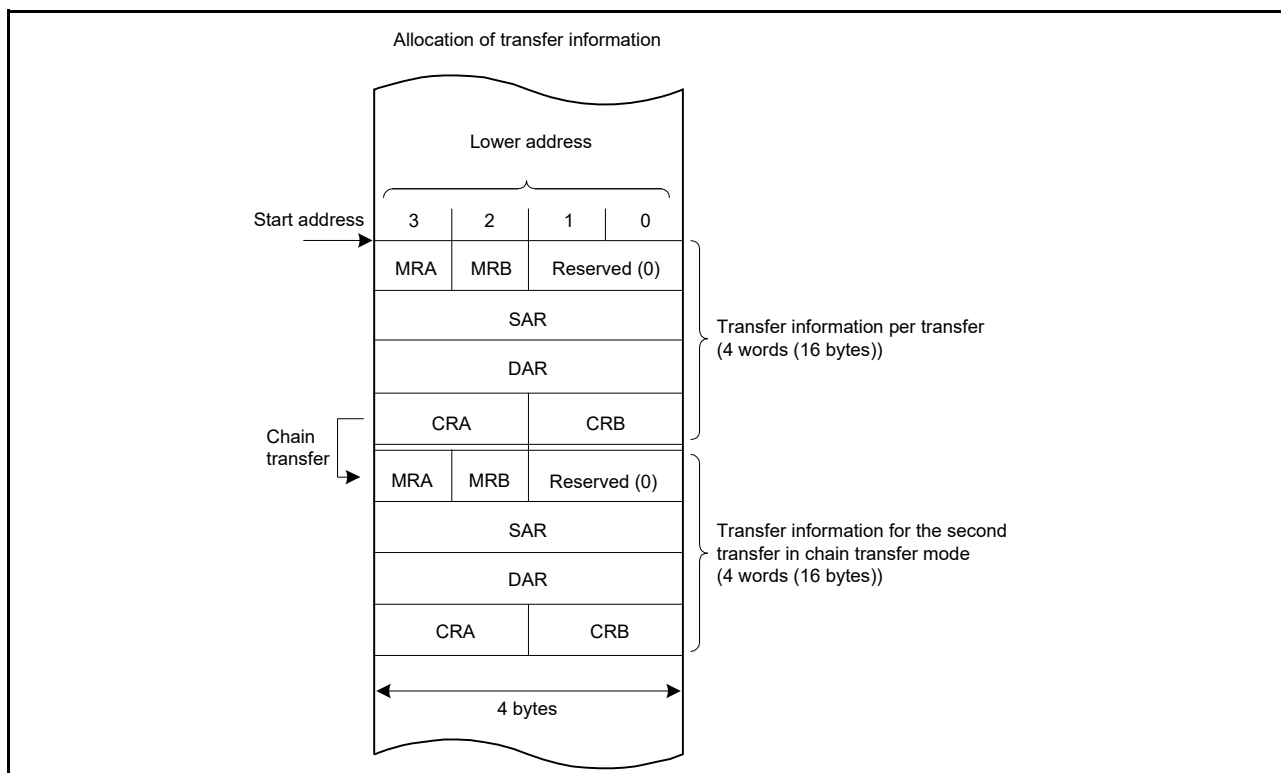 Allocation of transfer information
Lower address
Start address
3 2 1 0
MRA MRB Reserved (0)
SAR
DAR
CRA CRB
Transfer information per transfer
(4 words (16 bytes))
Chain
transfer
MRA MRB Reserved (0)
SAR
DAR
CRA CRB
Transfer information for the second
transfer in chain transfer mode
(4 words (16 bytes))
4 bytes